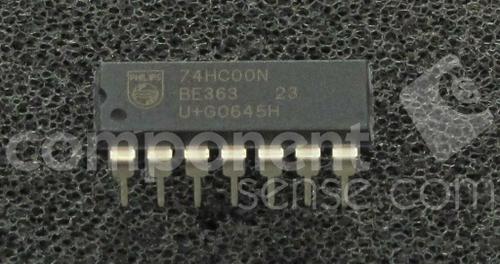 PHILIPS
74HC00N
BE363 23
U+G0645H
component
sense.com